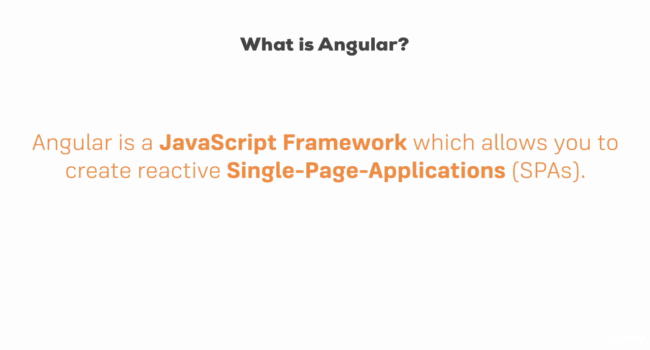 What is Angular?
Angular is a JavaScript Framework which allows you to
create reactive Single-Page-Applications (SPAs).